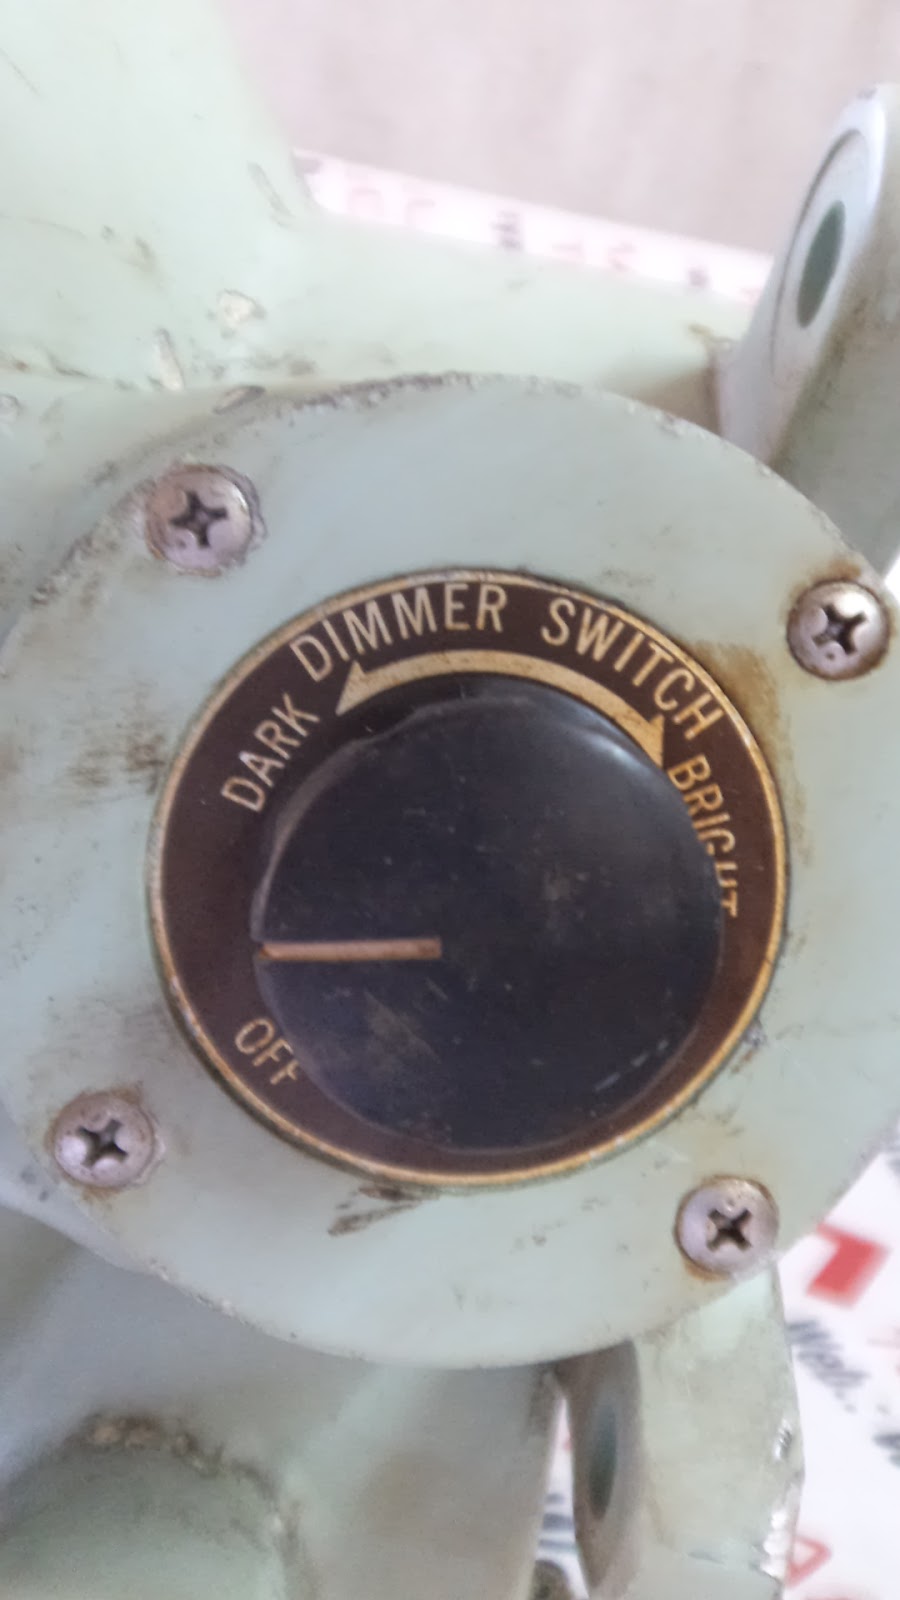 DIMMER SWITCH
DARK
BRIGHT
OFF